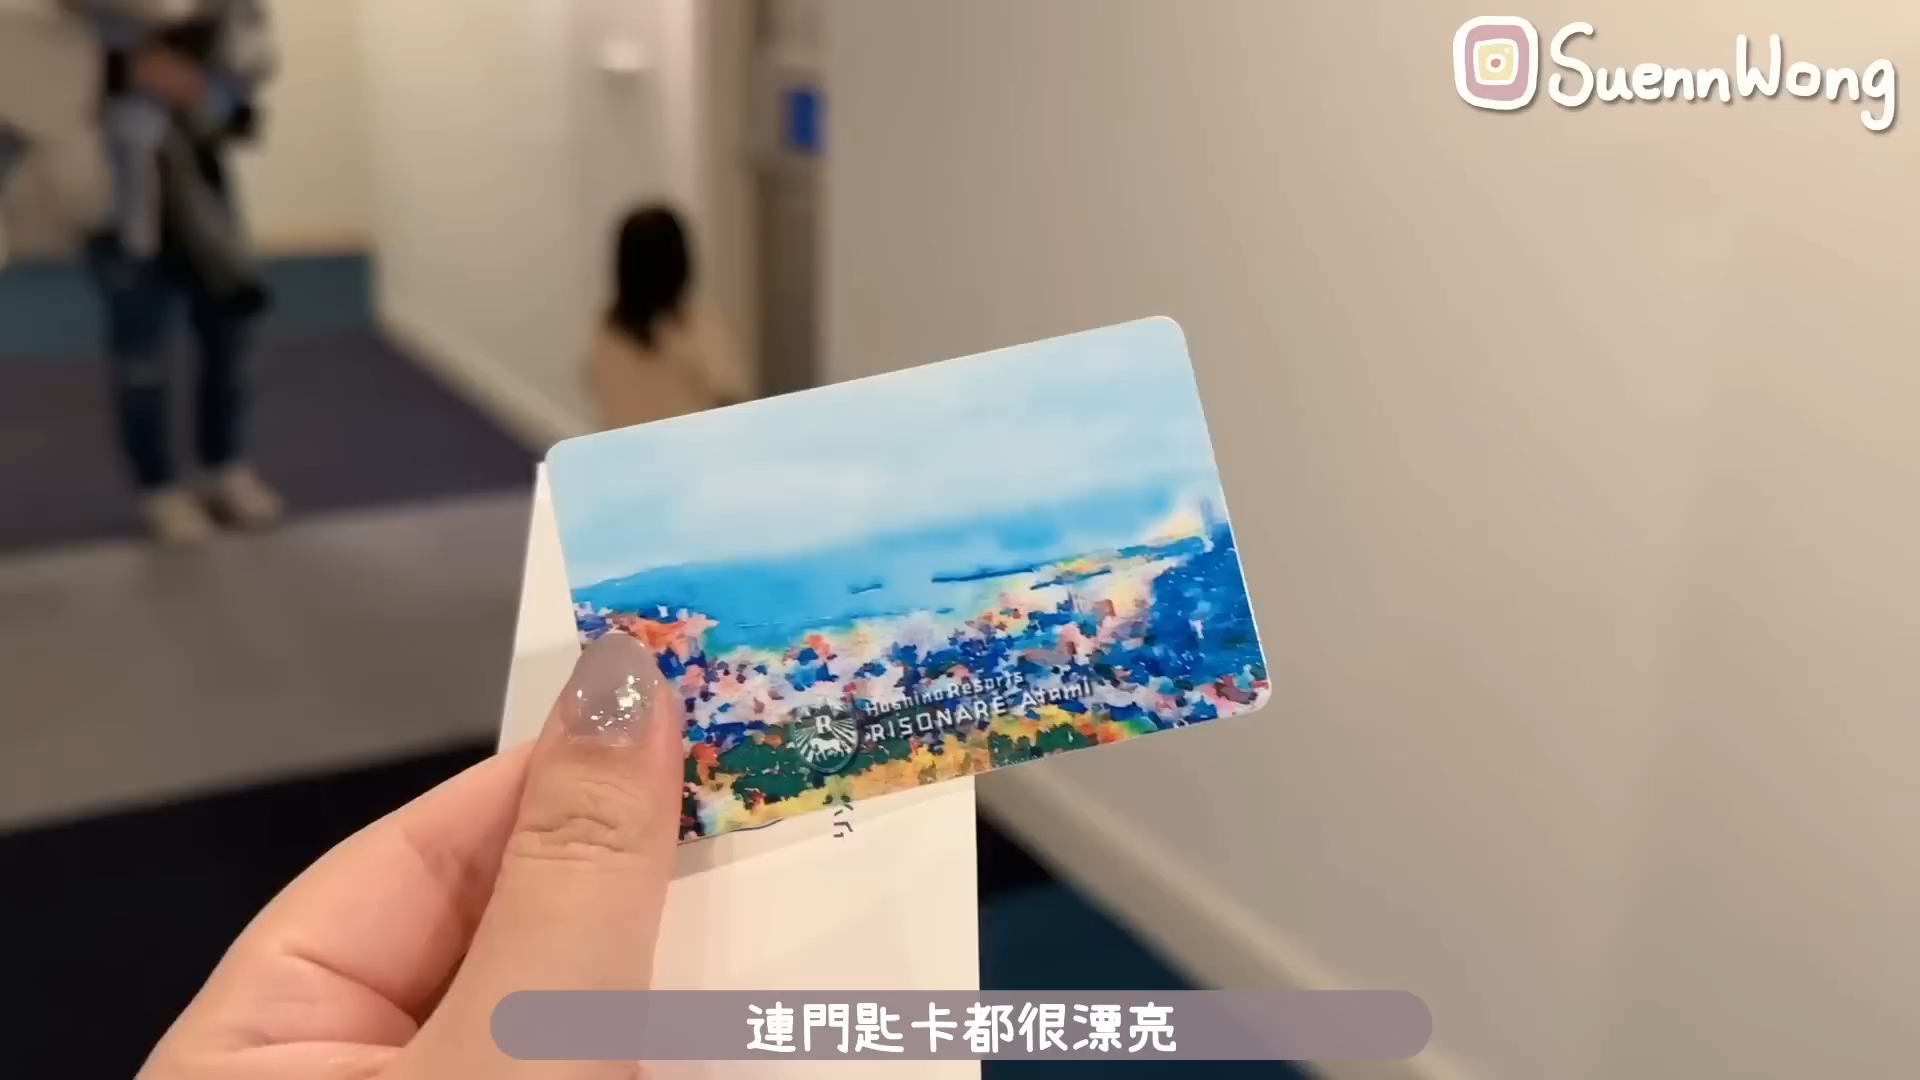 @SuennWong
Hoshino Resorts
RISONARE Atami
連門匙卡都很漂亮